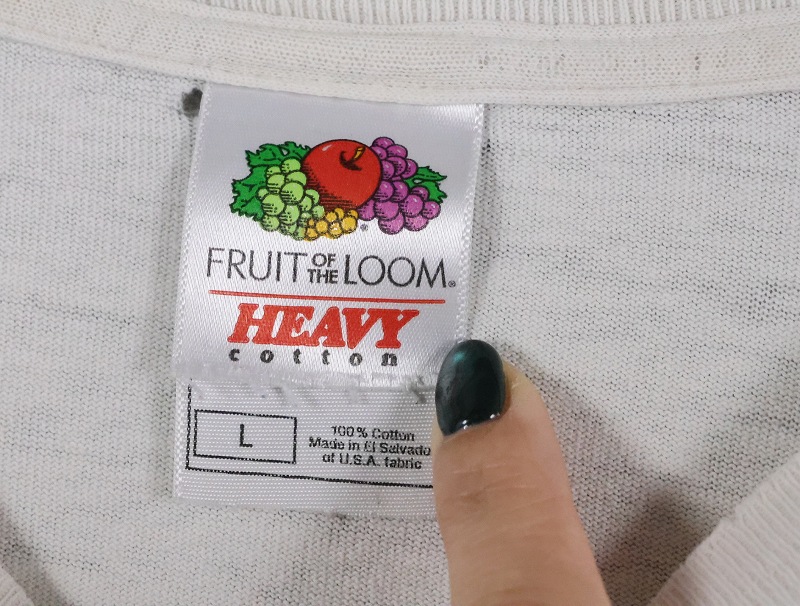 FRUIT OF THE LOOM®
HEAVY
cotton
L
100% Cotton
Made in El Salvador
of U.S.A. fabric